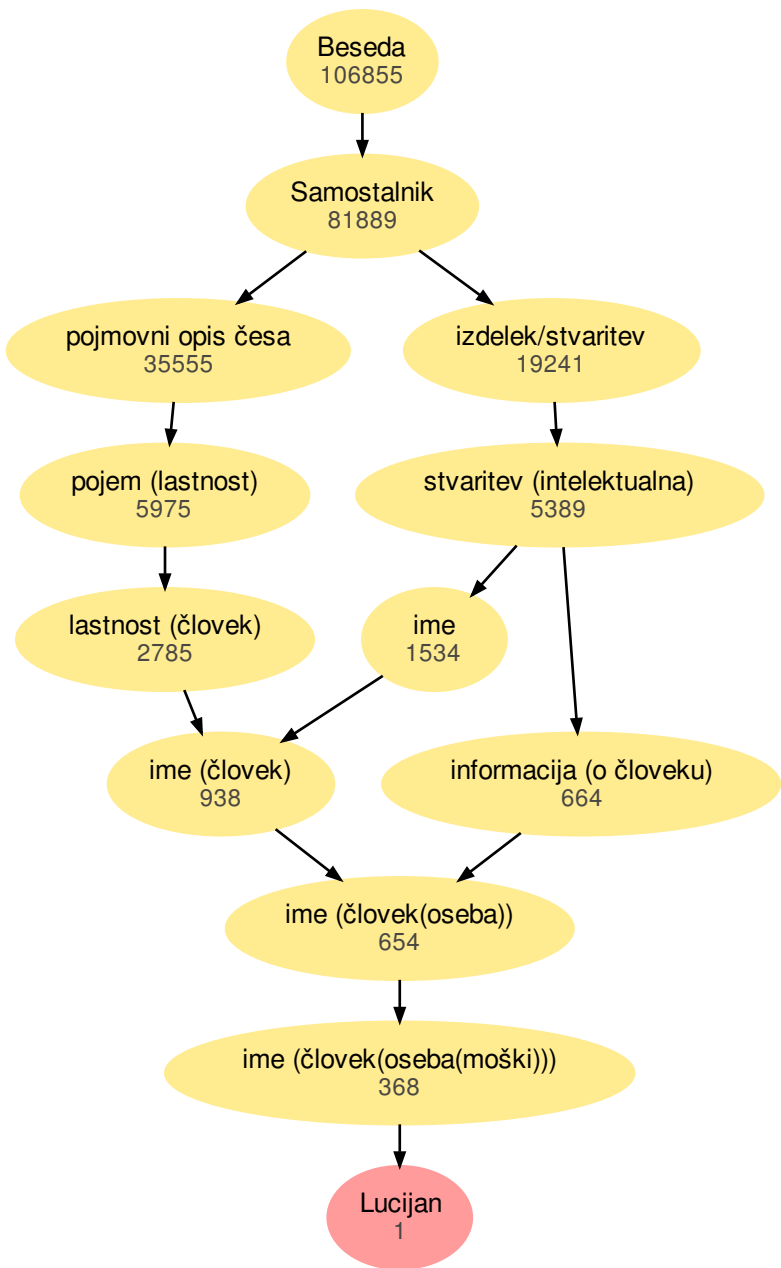 Beseda
106855
Samostalnik
81889
pojmovni opis česa
35555
izdelek/stvaritev
19241
pojem (lastnost)
5975
stvaritev (intelektualna)
5389
lastnost (človek)
2785
ime
1534
ime (človek)
938
informacija (o človeku)
664
ime (človek(oseba))
654
ime (človek(oseba(moški)))
368
Lucijan
1